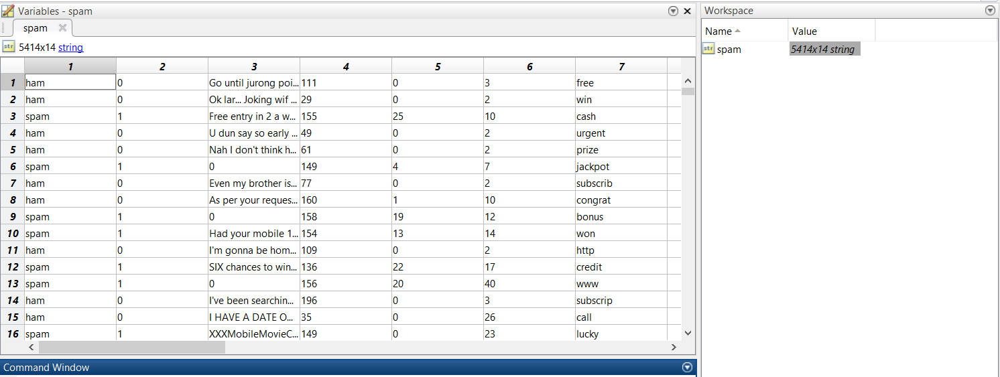 Variables - spam
spam
str 5414x14 string
1 2 3 4 5 6 7
1 ham 0 Go until jurong poi... 111 0 3 free
2 ham 0 Ok lar... Joking wif ... 29 0 2 win
3 spam 1 Free entry in 2 a w... 155 25 10 cash
4 ham 0 U dun say so early ... 49 0 2 urgent
5 ham 0 Nah I don't think h... 61 0 2 prize
6 spam 1 0 149 4 7 jackpot
7 ham 0 Even my brother is... 77 0 2 subscrib
8 ham 0 As per your reques... 160 1 10 congrat
9 spam 1 0 158 19 12 bonus
10 spam 1 Had your mobile 1... 154 13 14 won
11 ham 0 I'm gonna be hom... 109 0 2 http
12 spam 1 SIX chances to win... 136 22 17 credit
13 spam 1 0 156 20 40 www
14 ham 0 I've been searchin... 196 0 3 subscrip
15 ham 0 I HAVE A DATE O... 35 0 26 call
16 spam 1 XXXMobileMovieC... 149 0 23 lucky
Command Window
Workspace
Name Value
str spam 5414x14 string